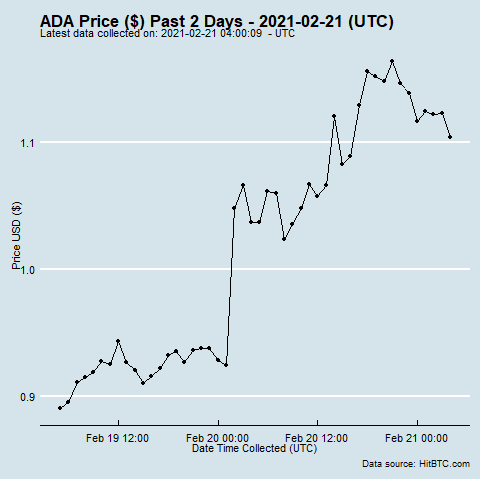 ADA Price ($) Past 2 Days - 2021-02-21 (UTC)
Latest data collected on: 2021-02-21 04:00:09 - UTC
1.1
Price USD ($)
1.0
0.9
Feb 19 12:00 Feb 20 00:00 Feb 20 12:00 Feb 21 00:00
Date Time Collected (UTC)
Data source: HitBTC.com